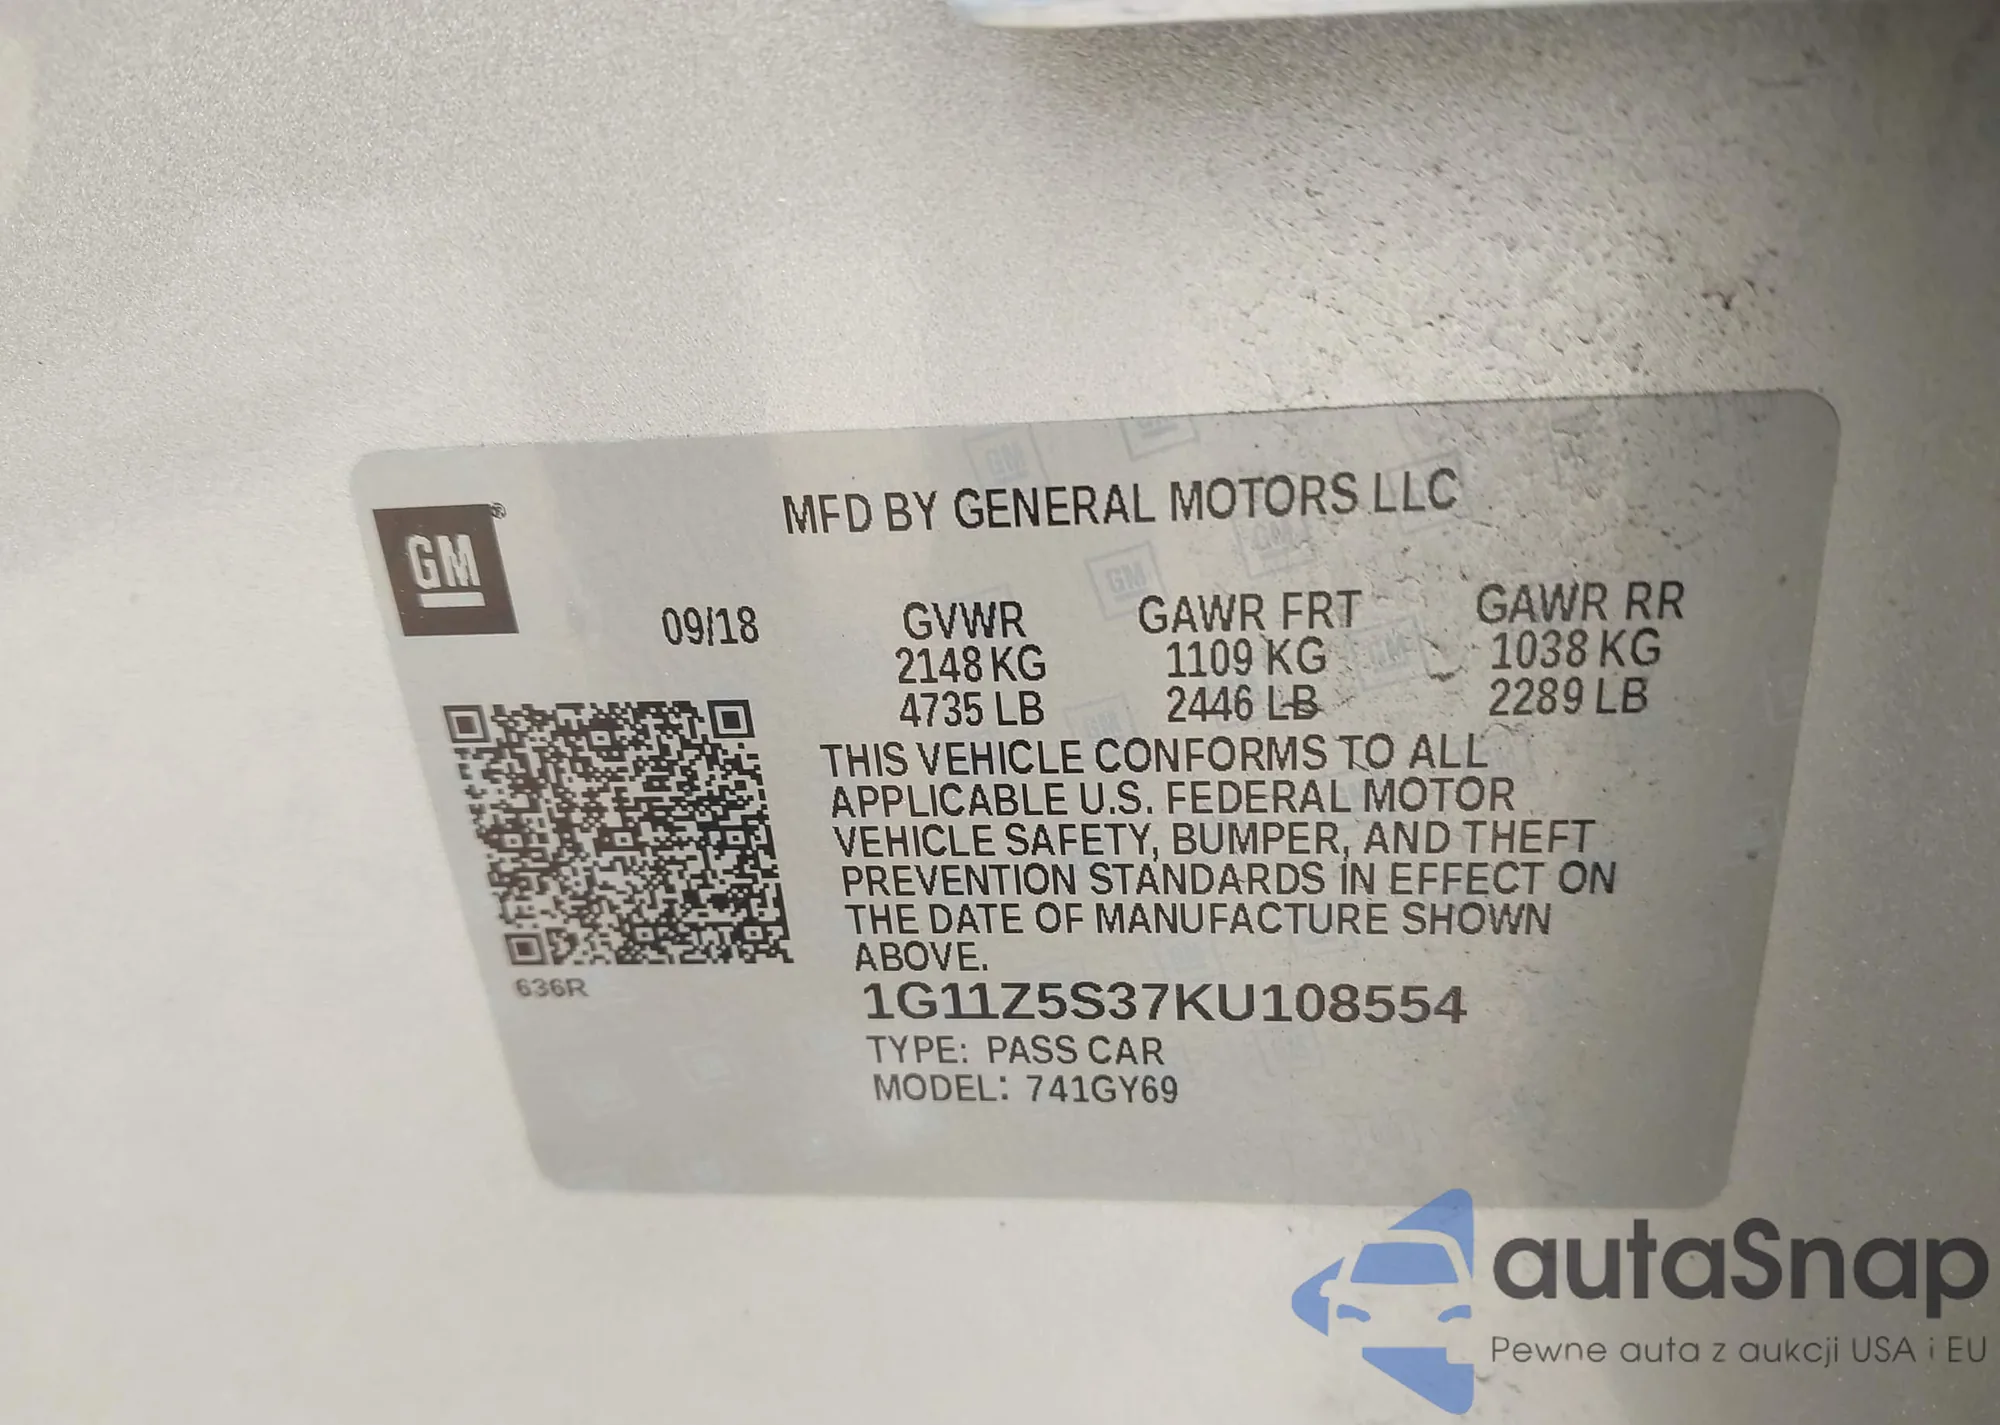 MFD BY GENERAL MOTORS LLC
GM®
09/18
GVWR GAWR FRT GAWR RR
2148 KG 1109 KG 1038 KG
4735 LB 2446 LB 2289 LB
THIS VEHICLE CONFORMS TO ALL
APPLICABLE U.S. FEDERAL MOTOR
VEHICLE SAFETY, BUMPER, AND THEFT
PREVENTION STANDARDS IN EFFECT ON
THE DATE OF MANUFACTURE SHOWN
ABOVE.
636R
1G11Z5S37KU108554
TYPE: PASS CAR
MODEL: 741GY69
autaSnap
Pewne auta z aukcji USA i EU